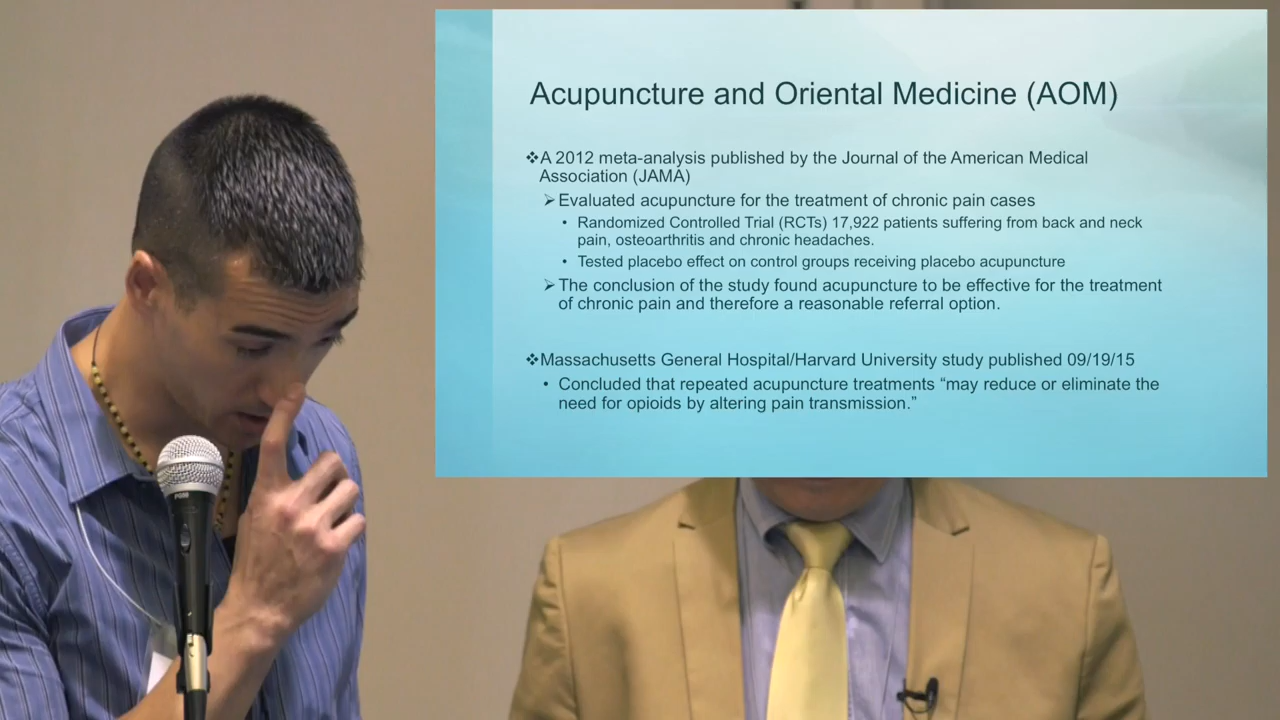 Acupuncture and Oriental Medicine (AOM)
❖A 2012 meta-analysis published by the Journal of the American Medical
Association (JAMA)
➢Evaluated acupuncture for the treatment of chronic pain cases
• Randomized Controlled Trial (RCTs) 17,922 patients suffering from back and neck
pain, osteoarthritis and chronic headaches.
• Tested placebo effect on control groups receiving placebo acupuncture
➢The conclusion of the study found acupuncture to be effective for the treatment
of chronic pain and therefore a reasonable referral option.
❖Massachusetts General Hospital/Harvard University study published 09/19/15
• Concluded that repeated acupuncture treatments “may reduce or eliminate the
need for opioids by altering pain transmission.”
PGM